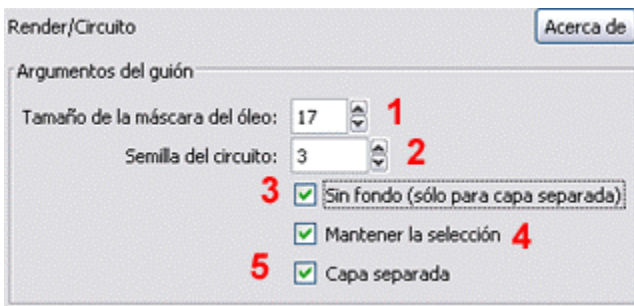 Render/Circuito Acerca de
Argumentos del guión
Tamaño de la máscara del óleo: 17 1
Semilla del circuito: 3 2
3 Sin fondo (sólo para capa separada)
Mantener la selección 4
5 Capa separada